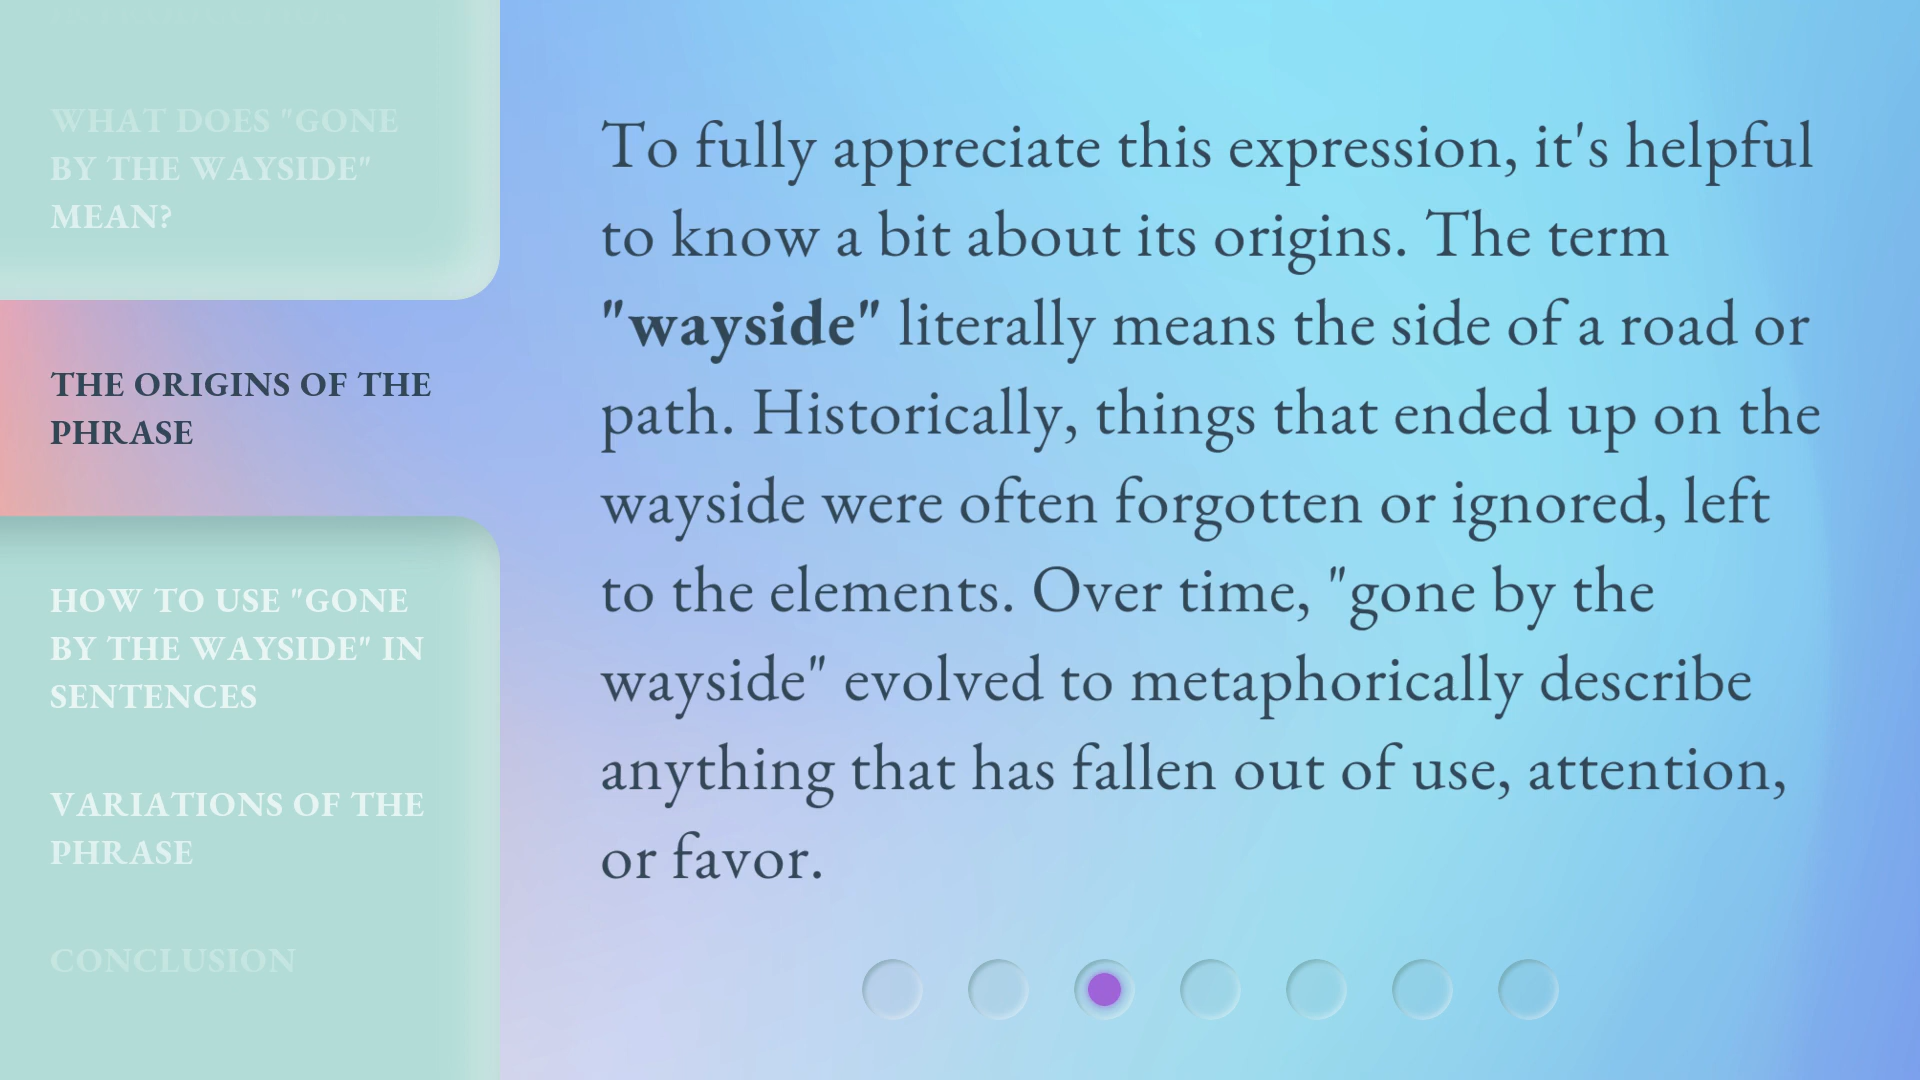 WHAT DOES "GONE
BY THE WAYSIDE"
MEAN?
THE ORIGINS OF THE
PHRASE
HOW TO USE "GONE
BY THE WAYSIDE" IN
SENTENCES
VARIATIONS OF THE
PHRASE
CONCLUSION
To fully appreciate this expression, it's helpful
to know a bit about its origins. The term
"wayside" literally means the side of a road or
path. Historically, things that ended up on the
wayside were often forgotten or ignored, left
to the elements. Over time, "gone by the
wayside" evolved to metaphorically describe
anything that has fallen out of use, attention,
or favor.